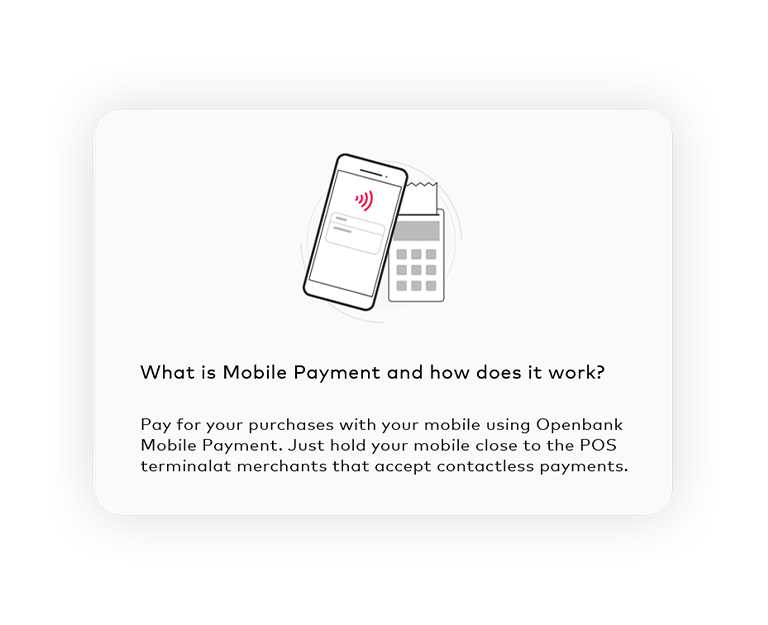 What is Mobile Payment and how does it work?
Pay for your purchases with your mobile using Openbank
Mobile Payment. Just hold your mobile close to the POS
terminalat merchants that accept contactless payments.